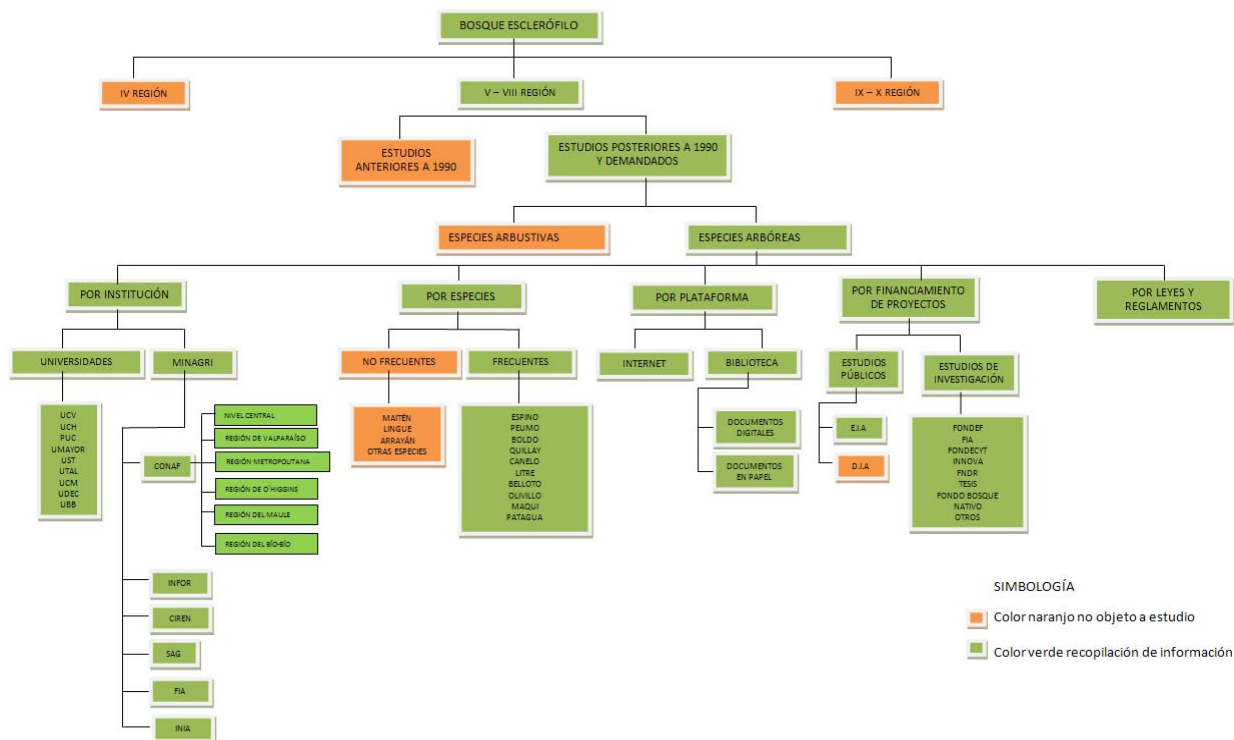 BOSQUE ESCLERÓFILO
IV REGIÓN
V – VIII REGIÓN
IX – X REGIÓN
ESTUDIOS
ANTERIORES A 1990
ESTUDIOS POSTERIORES A 1990
Y DEMANDADOS
ESPECIES ARBUSTIVAS
ESPECIES ARBÓREAS
POR INSTITUCIÓN
POR ESPECIES
POR PLATAFORMA
POR FINANCIAMIENTO
DE PROYECTOS
POR LEYES Y
REGLAMENTOS
UNIVERSIDADES
MINAGRI
NO FRECUENTES
FRECUENTES
INTERNET
BIBLIOTECA
ESTUDIOS
PÚBLICOS
ESTUDIOS DE
INVESTIGACIÓN
UCV
UCH
PUC
UMAYOR
UST
UTAL
UCM
UDEC
UBB
CONAF
NIVEL CENTRAL
REGIÓN DE VALPARAÍSO
REGIÓN METROPOLITANA
REGIÓN DE O'HIGGINS
REGIÓN DEL MAULE
REGIÓN DEL BÍO-BÍO
MAITÉN
LINGUE
ARRAYÁN
OTRAS ESPECIES
ESPINO
PEUMO
BOLDO
QUILLAY
CANELO
LITRE
BELLOTO
OLIVILLO
MAQUI
PATAGUA
DOCUMENTOS
DIGITALES
DOCUMENTOS
EN PAPEL
E.I.A
D.I.A
FONDEF
FIA
FONDECYT
INNOVA
FNDR
TESIS
FONDO BOSQUE
NATIVO
OTROS
INFOR
CIREN
SAG
FIA
INIA
SIMBOLOGÍA
Color naranjo no objeto a estudio
Color verde recopilación de información